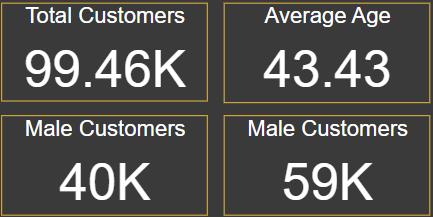 Total Customers
99.46K
Average Age
43.43
Male Customers
40K
Male Customers
59K